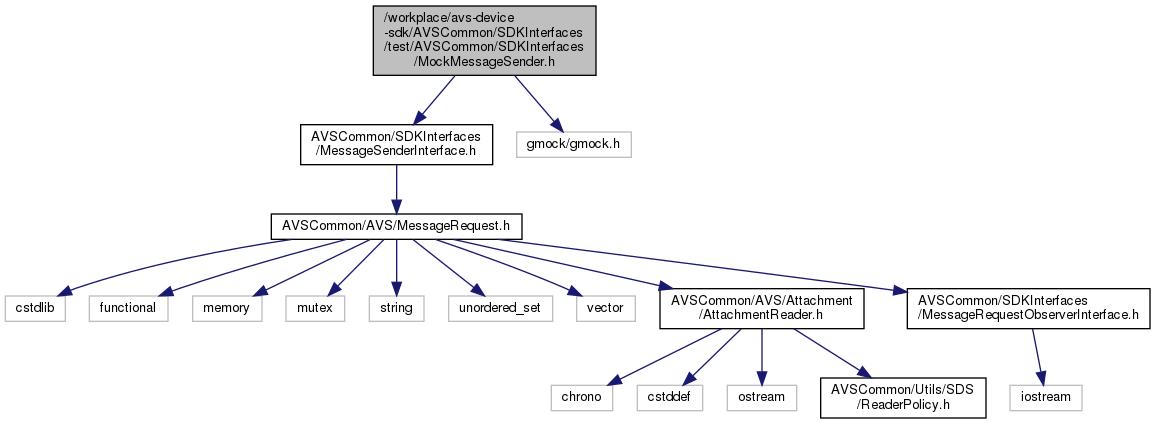 /workplace/avs-device
-sdk/AVSCommon/SDKInterfaces
/test/AVSCommon/SDKInterfaces
/MockMessageSender.h
AVSCommon/SDKInterfaces
/MessageSenderInterface.h
gmock/gmock.h
AVSCommon/AVS/MessageRequest.h
cstdlib
functional
memory
mutex
string
unordered_set
vector
AVSCommon/AVS/Attachment
/AttachmentReader.h
AVSCommon/SDKInterfaces
/MessageRequestObserverInterface.h
chrono
cstddef
ostream
AVSCommon/Utils/SDS
/ReaderPolicy.h
iostream